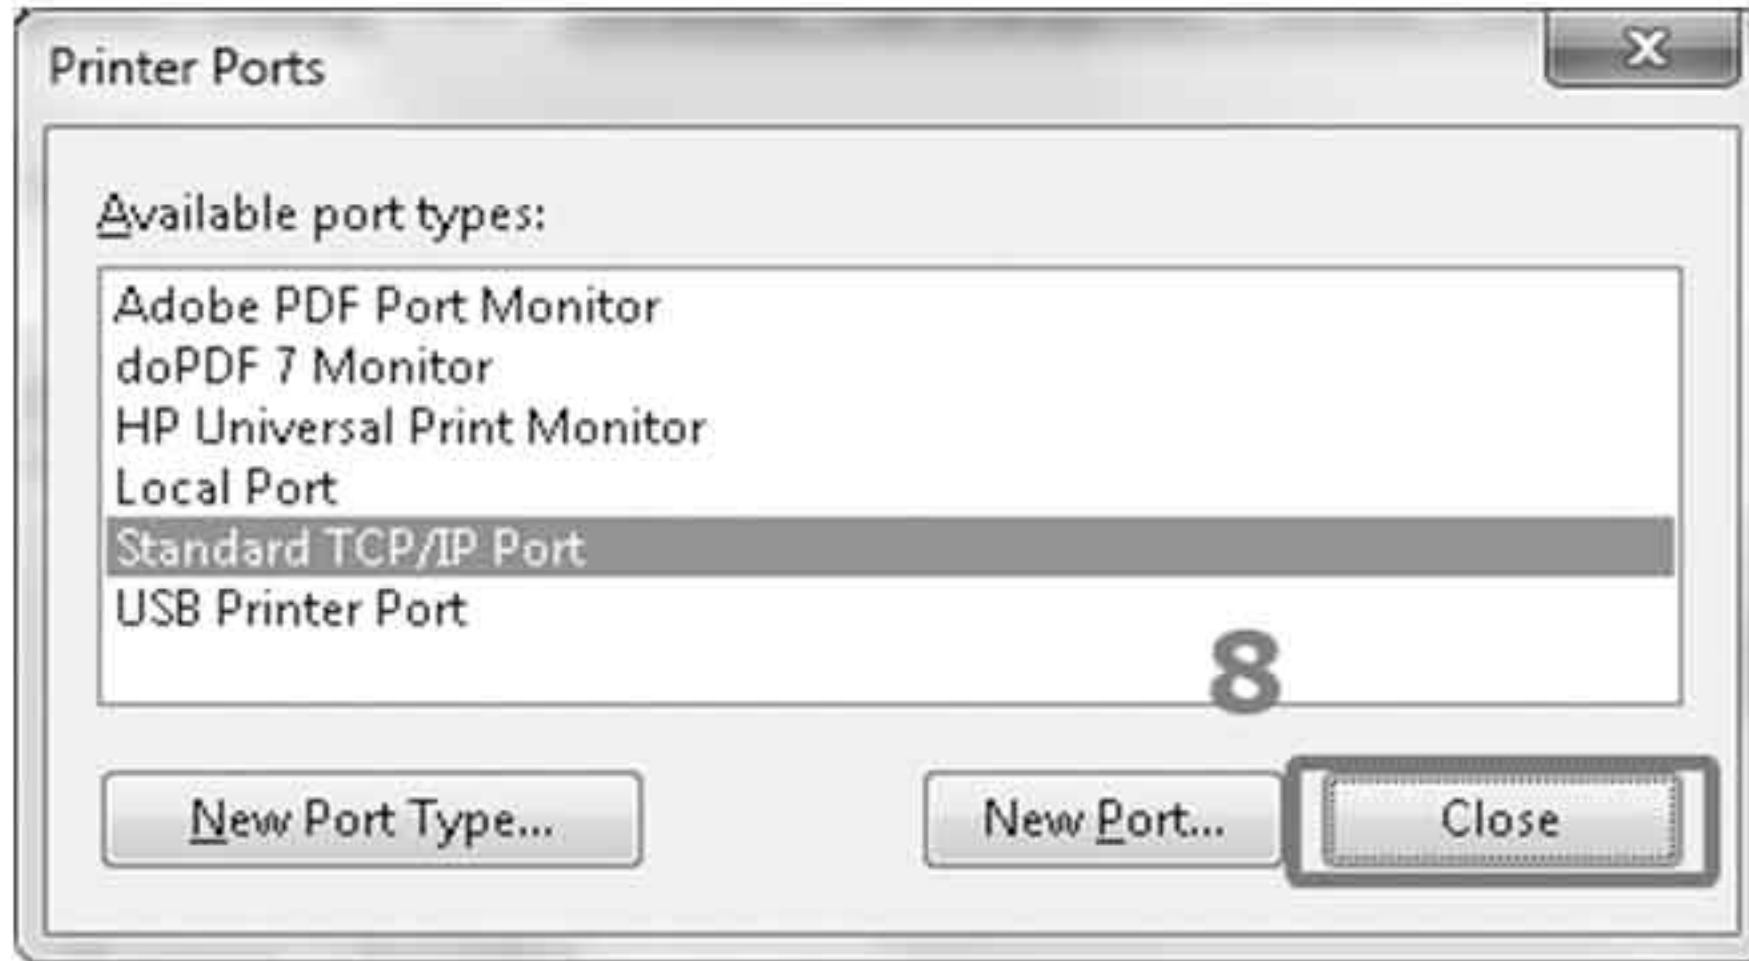 Printer Ports
Available port types:
Adobe PDF Port Monitor
doPDF 7 Monitor
HP Universal Print Monitor
Local Port
Standard TCP/IP Port
USB Printer Port
8
New Port Type... New Port... Close